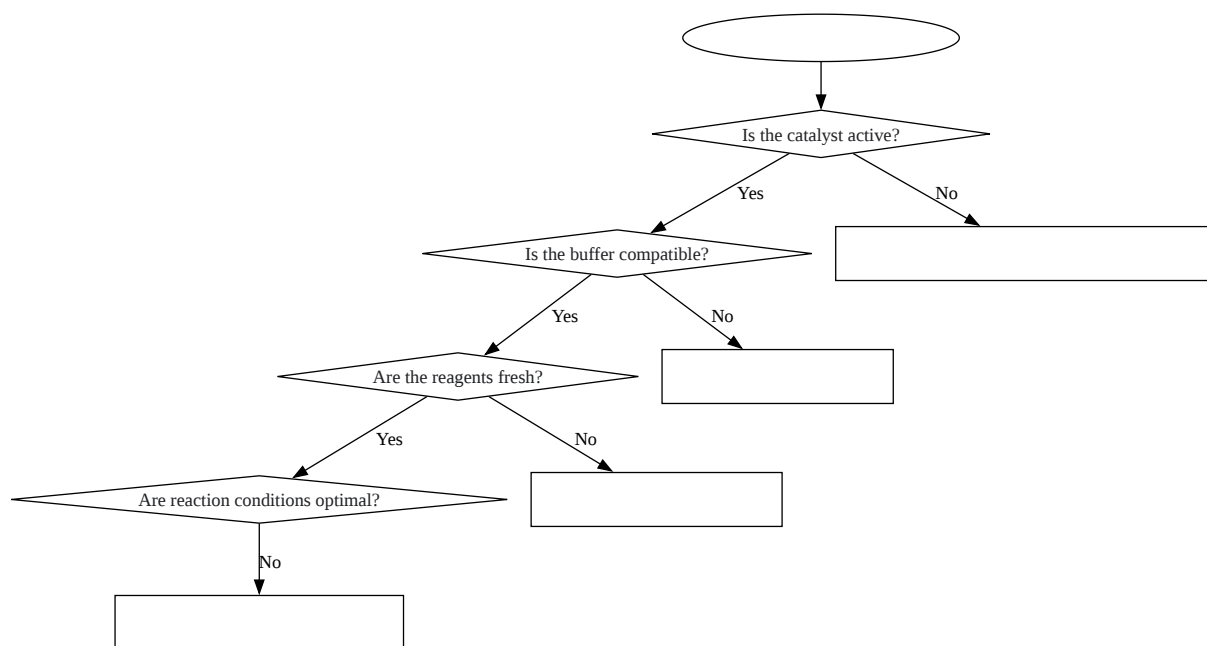 Is the catalyst active?
Yes
No
Is the buffer compatible?
Yes
No
Are the reagents fresh?
Yes
No
Are reaction conditions optimal?
No